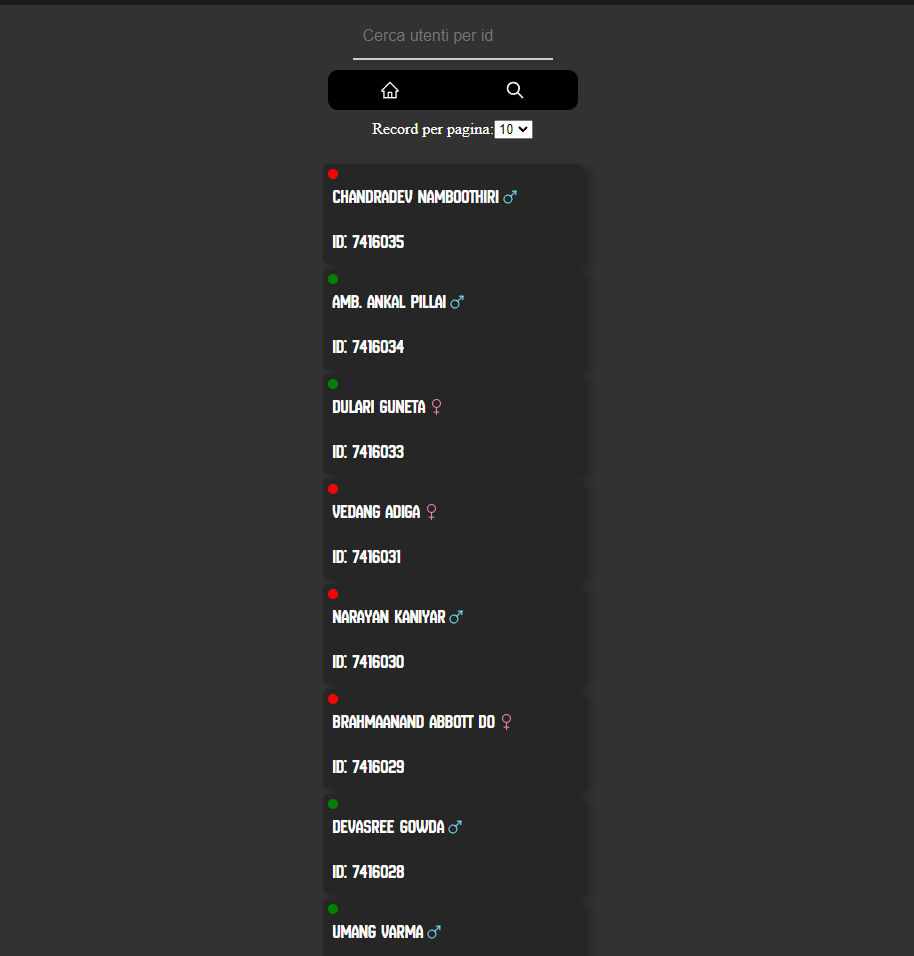 Cerca utenti per id
Record per pagina: 10
CHANDRADEV NAMBOOTHIRI ♂
ID: 7416035
AMB. ANKAL PILLAI ♂
ID: 7416034
DULARI GUNETA ♀
ID: 7416033
VEDANG ADIGA ♀
ID: 7416031
NARAYAN KANIYAR ♂
ID: 7416030
BRAHMAANAND ABBOTT DO ♀
ID: 7416029
DEVASREE GOWDA ♂
ID: 7416028
UMANG VARMA ♂